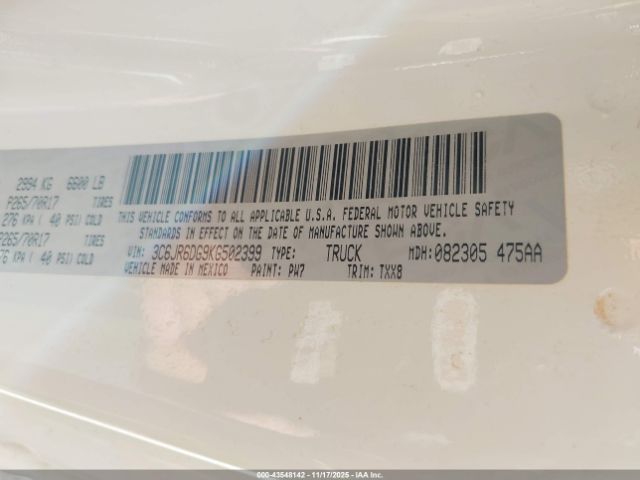 2994 KG 6600 LB
P265/70R17 TIRES
276 KPA ( 40 PSI) COLD
265/70R17 TIRES
76 KPA ( 40 PSI) COLD
THIS VEHICLE CONFORMS TO ALL APPLICABLE U.S.A. FEDERAL MOTOR VEHICLE SAFETY
STANDARDS IN EFFECT ON THE DATE OF MANUFACTURE SHOWN ABOVE.
VIN: 3C6JR6DG9KG502399 TYPE: TRUCK MDH: 082305 475AA
VEHICLE MADE IN MEXICO PAINT: PW7 TRIM: TXX8
000-43548142 - 11/17/2025 - IAA Inc.